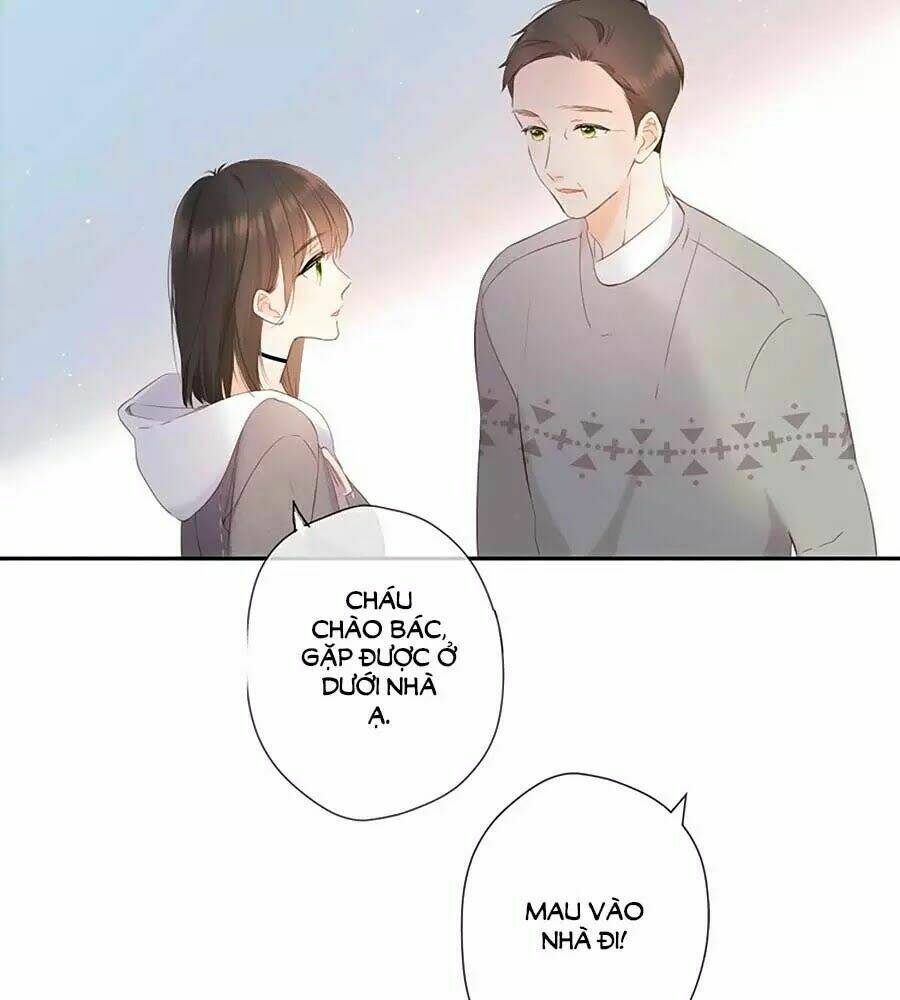 CHÁU
CHÀO BÁC,
GẶP ĐƯỢC Ở
DƯỚI NHÀ
Ạ.
MAU VÀO
NHÀ ĐI!